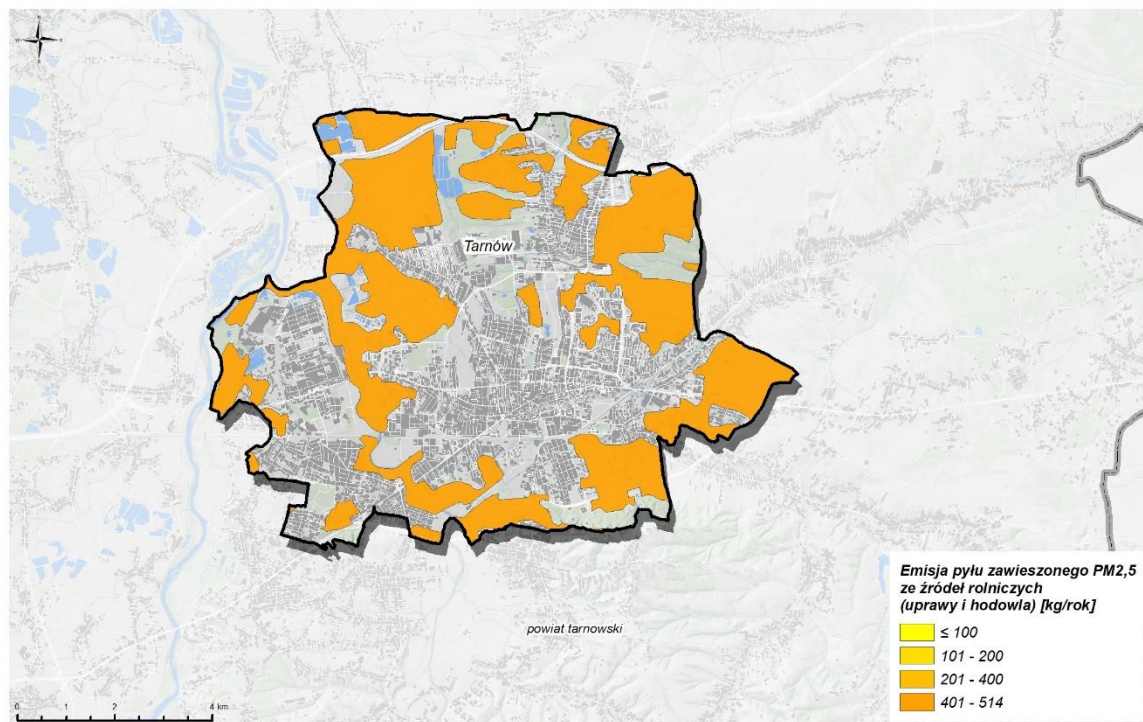 N
W
E
S
Tarnów
powiat tarnowski
Emisja pyłu zawieszonego PM2,5
ze źródeł rolniczych
(uprawy i hodowla) [kg/rok]
≤ 100
101 - 200
201 - 400
401 - 514
0 1 2 4 km